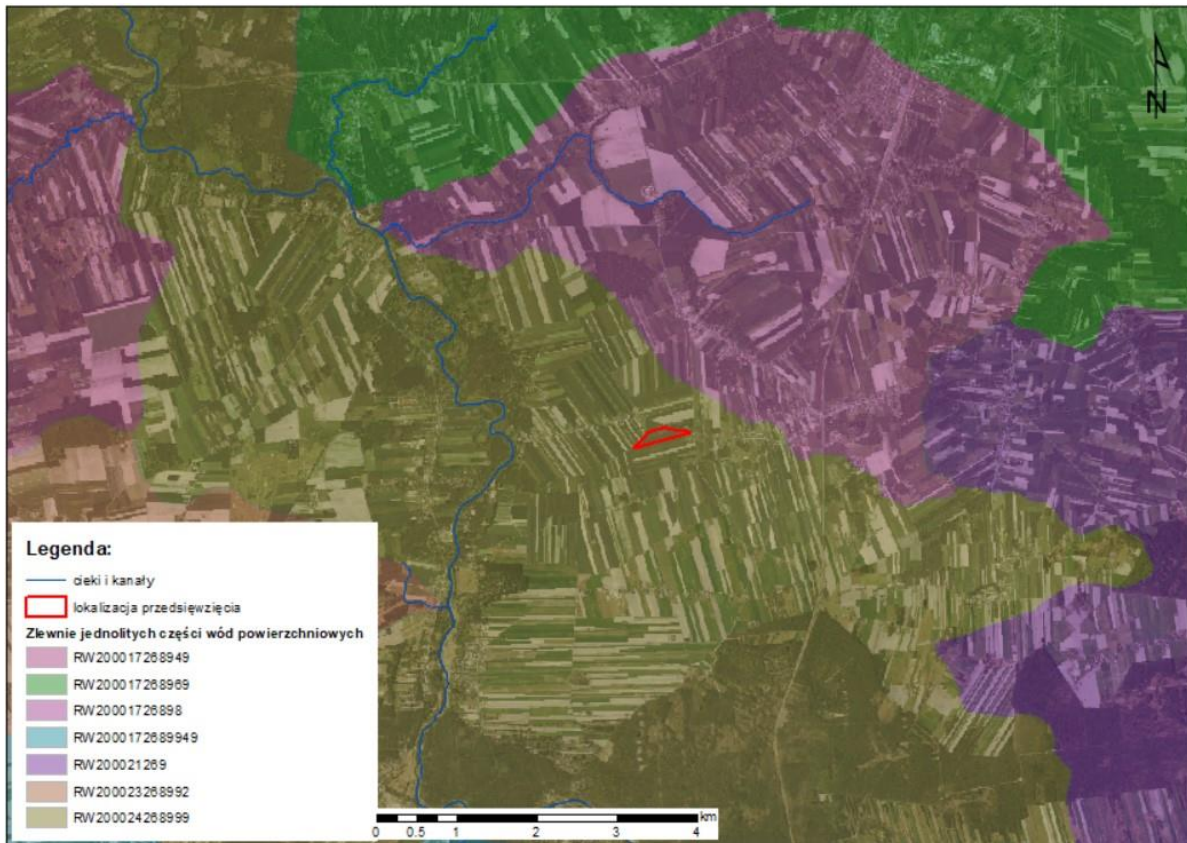 N
Legenda:
cieki i kanały
lokalizacja przedsięwzięcia
Zlewnie jednolitych części wód powierzchniowych
RW200017268949
RW200017268969
RW20001726898
RW2000172689949
RW200021269
RW200023268992
RW200024268999
km
0 0.5 1 2 3 4